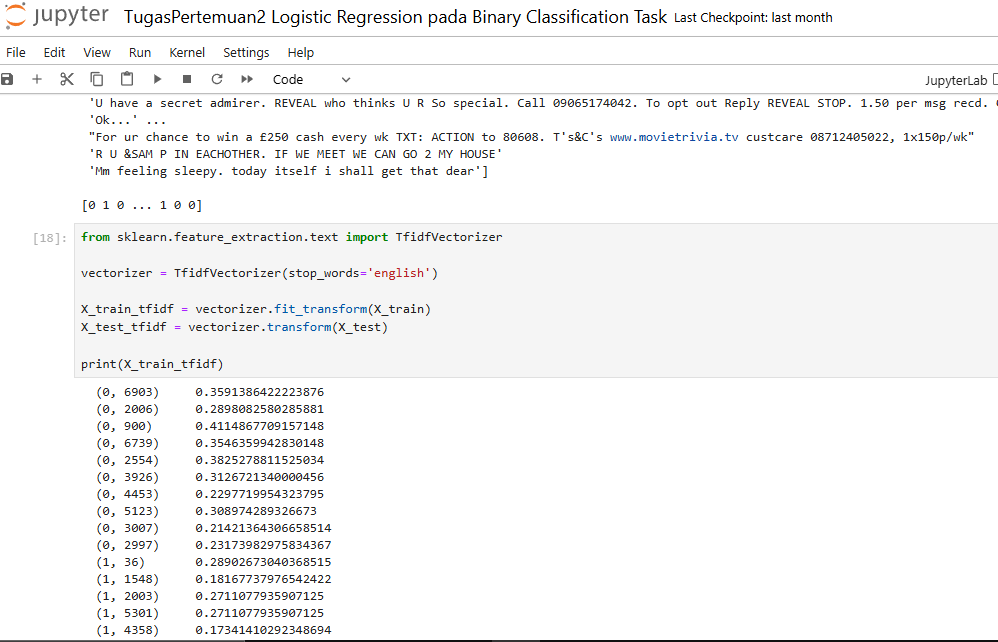 jupyter TugasPertemuan2 Logistic Regression pada Binary Classification Task Last Checkpoint: last month
File Edit View Run Kernel Settings Help
Code JupyterLab
'U have a secret admirer. REVEAL who thinks U R So special. Call 09065174042. To opt out Reply REVEAL STOP. 1.50 per msg recd.
'Ok...' ...
"For ur chance to win a £250 cash every wk TXT: ACTION to 80608. T's&C's www.movietrivia.tv custcare 08712405022, 1x150p/wk"
'R U &SAM P IN EACHOTHER. IF WE MEET WE CAN GO 2 MY HOUSE'
'Mm feeling sleepy. today itself i shall get that dear']
[0 1 0 ... 1 0 0]
[18]: from sklearn.feature_extraction.text import TfidfVectorizer
vectorizer = TfidfVectorizer(stop_words='english')
X_train_tfidf = vectorizer.fit_transform(X_train)
X_test_tfidf = vectorizer.transform(X_test)
print(X_train_tfidf)
(0, 6903) 0.3591386422223876
(0, 2006) 0.2898082580285881
(0, 900) 0.4114867709157148
(0, 6739) 0.3546359942830148
(0, 2554) 0.3825278811525034
(0, 3926) 0.3126721340000456
(0, 4453) 0.2297719954323795
(0, 5123) 0.308974289326673
(0, 3007) 0.21421364306658514
(0, 2997) 0.23173982975834367
(1, 36) 0.28902673040368515
(1, 1548) 0.18167737976542422
(1, 2003) 0.2711077935907125
(1, 5301) 0.2711077935907125
(1, 4358) 0.17341410292348694